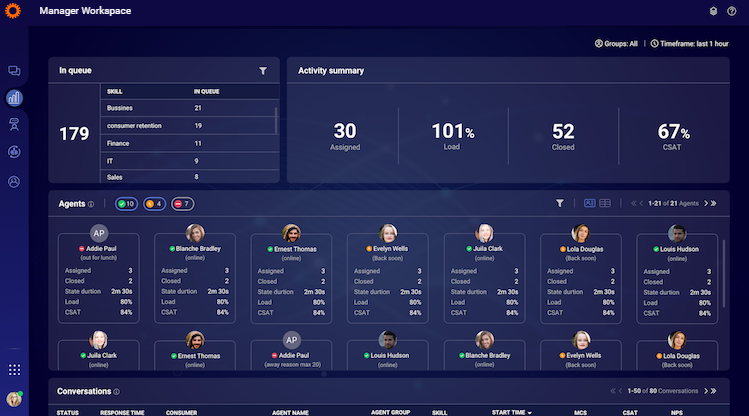 Manager Workspace
Groups: All | Timeframe: last 1 hour
In queue
SKILL IN QUEUE
179
Bussines 21
consumer retention 19
Finance 11
IT 9
Sales 8
Activity summary
30 101% 52 67%
Assigned Load Closed CSAT
Agents 10 4 7 1-21 of 21 Agents
AP
Addie Paul Blanche Bradley Ernest Thomas Evelyn Wells Juila Clark Lola Douglas Louis Hudson
(out for lunch) (online) (online) (Back soon) (online) (Back soon) (online)
Assigned 3 Assigned 3 Assigned 3 Assigned 3 Assigned 3 Assigned 3 Assigned 3
Closed 2 Closed 2 Closed 2 Closed 2 Closed 2 Closed 2 Closed 2
State durtion 2m 30s State durtion 2m 30s State durtion 2m 30s State durtion 2m 30s State durtion 2m 30s State durtion 2m 30s State durtion 2m 30s
Load 80% Load 80% Load 80% Load 80% Load 80% Load 80% Load 80%
CSAT 84% CSAT 84% CSAT 84% CSAT 84% CSAT 84% CSAT 84% CSAT 84%
AP
Juila Clark Ernest Thomas Addie Paul Louis Hudson Blanche Bradley Evelyn Wells Lola Douglas
(online) (online) (away reason max 20) (online) (online) (Back soon) (Back soon)
Conversations 1-50 of 80 Conversations
STATUS RESPONSE TIME CONSUMER AGENT NAME AGENT GROUP SKILL START TIME MCS CSAT NPS